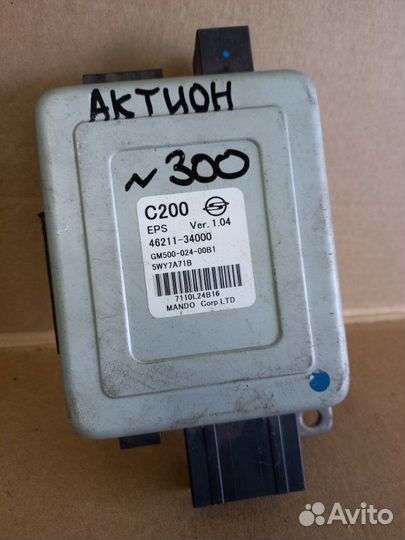 АКТИОН
~300
C200
EPS Ver. 1.04
46211-34000
GM500-024-00B1
5WY7A71B
7110L24B16
MANDO Corp.LTD
Avito